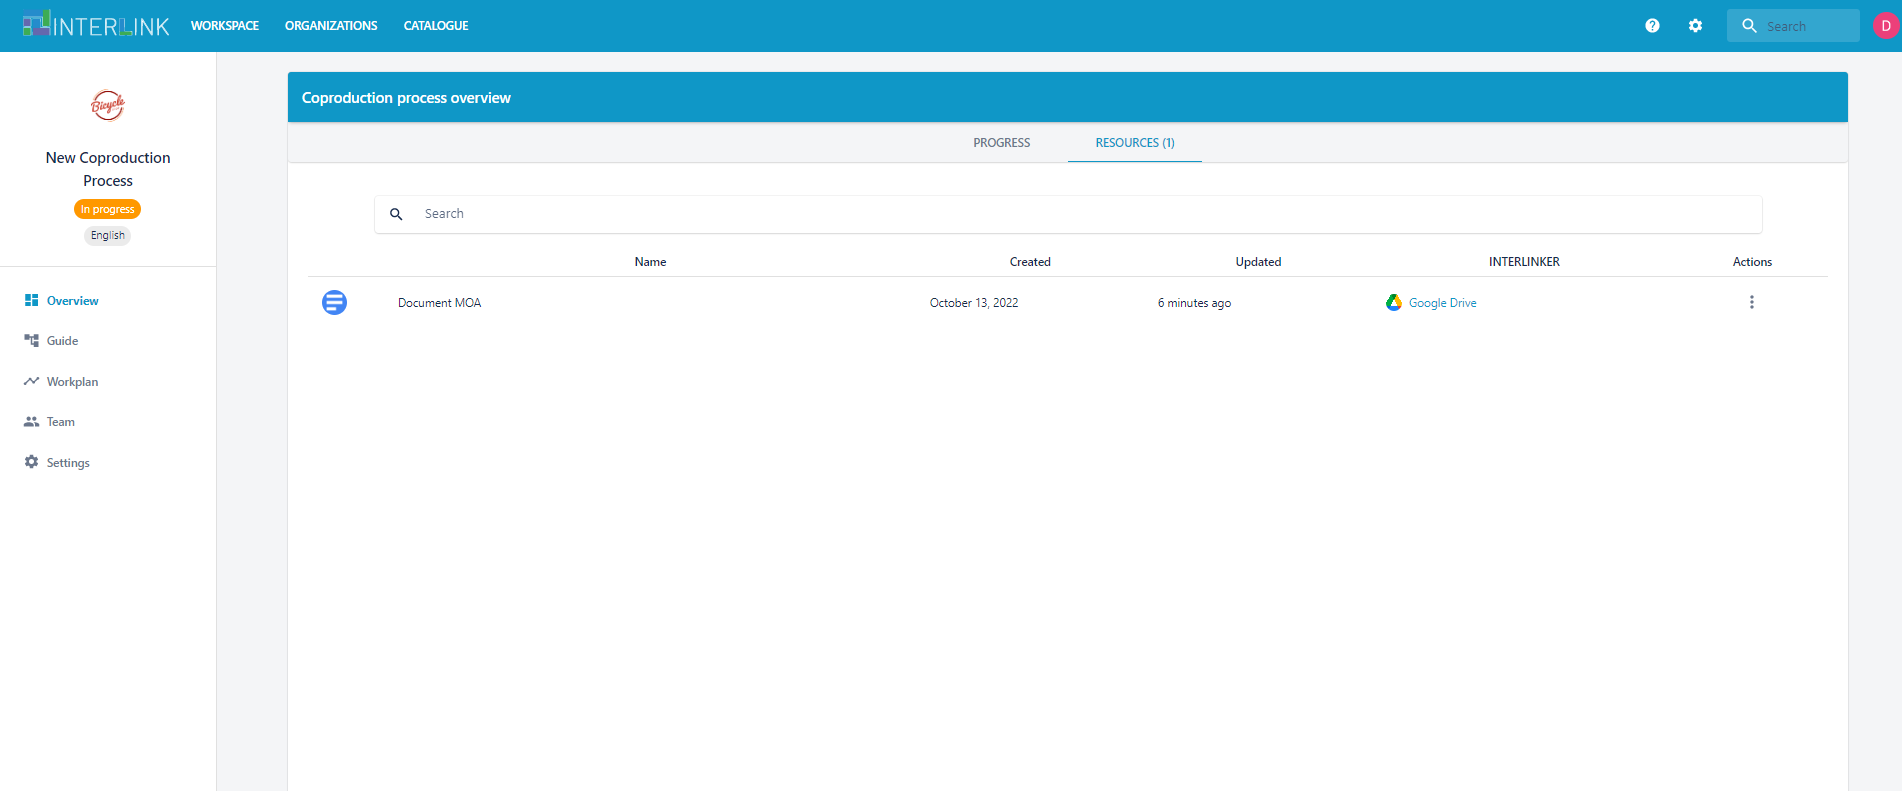 INTERLINK
WORKSPACE ORGANIZATIONS CATALOGUE
Search
D
Bicycle
New Coproduction
Process
In progress
English
Overview
Guide
Workplan
Team
Settings
Coproduction process overview
PROGRESS RESOURCES (1)
Search
Name Created Updated INTERLINKER Actions
Document MOA October 13, 2022 6 minutes ago Google Drive